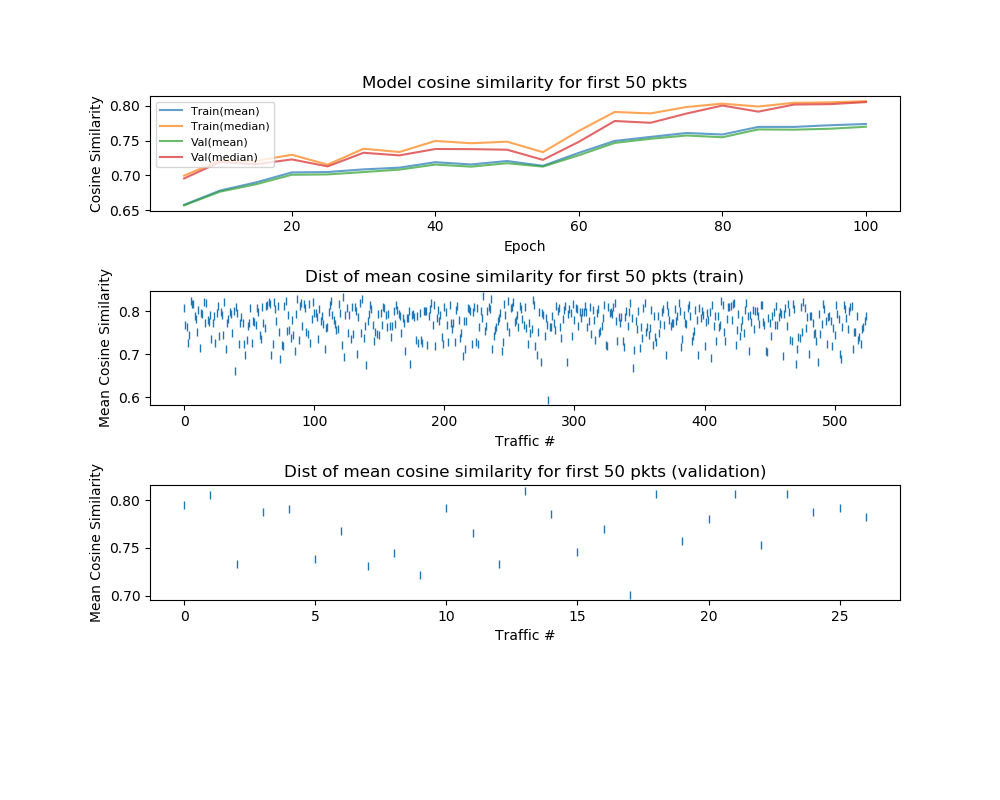 Model cosine similarity for first 50 pkts
Cosine Similarity
0.80
0.75
0.70
0.65
Train(mean)
Train(median)
Val(mean)
Val(median)
20 40 60 80 100
Epoch
Dist of mean cosine similarity for first 50 pkts (train)
Mean Cosine Similarity
0.8
0.7
0.6
0 100 200 300 400 500
Traffic #
Dist of mean cosine similarity for first 50 pkts (validation)
Mean Cosine Similarity
0.80
0.75
0.70
0 5 10 15 20 25
Traffic #